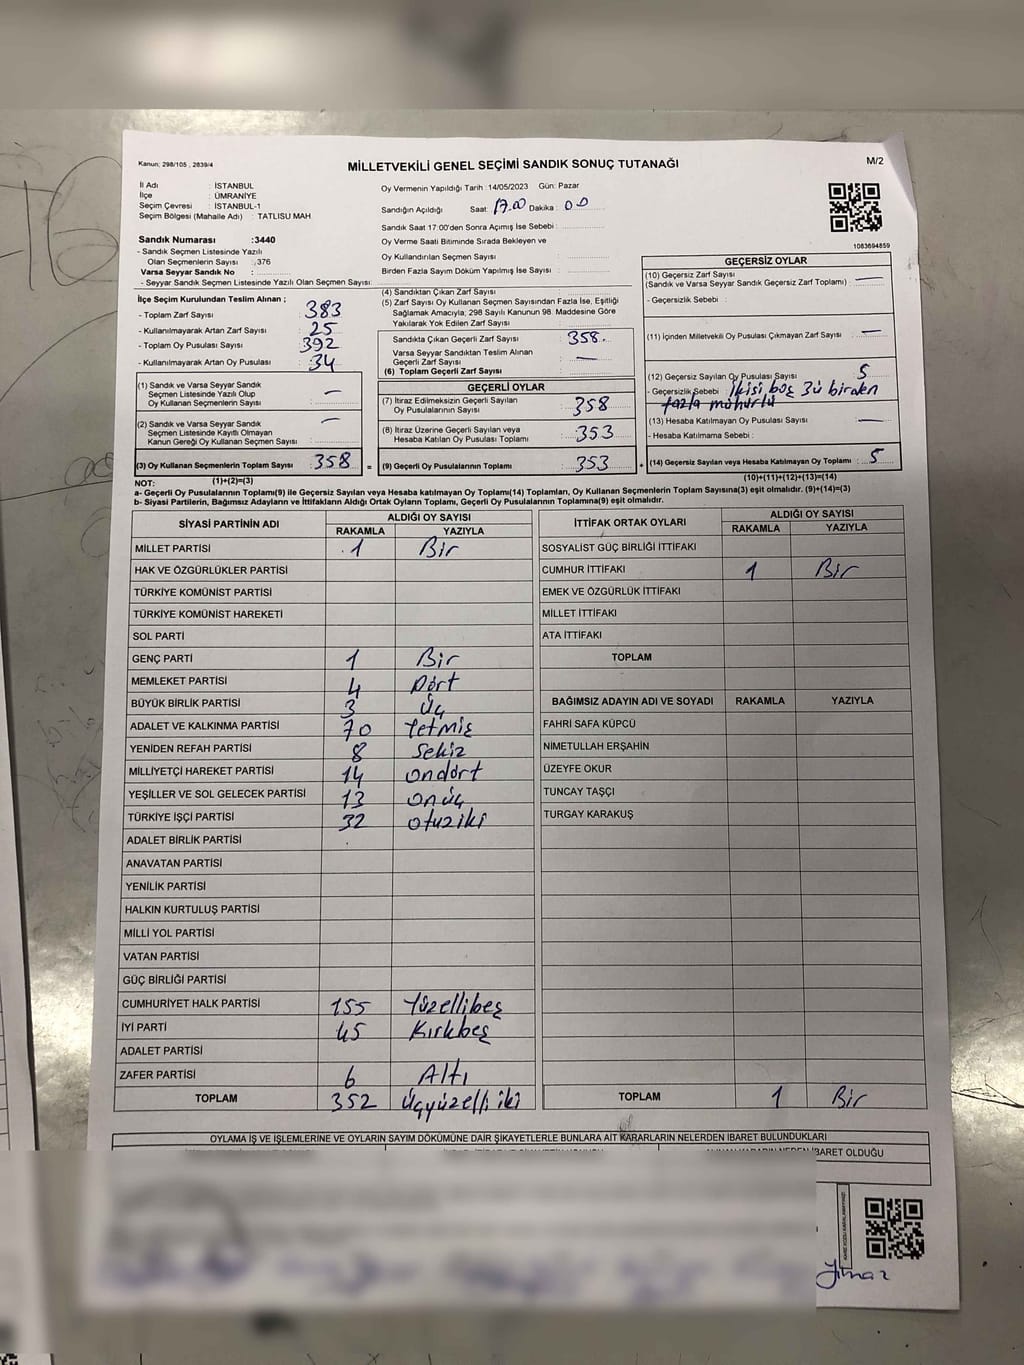 Kanun; 298/105 , 2839/4
MİLLETVEKİLİ GENEL SEÇİMİ SANDIK SONUÇ TUTANAĞI
M/2
İl Adı : İSTANBUL
İlçe : ÜMRANİYE
Seçim Çevresi : İSTANBUL-1
Seçim Bölgesi (Mahalle Adı) : TATLISU MAH.
Sandık Numarası :3440
- Sandık Seçmen Listesinde Yazılı
Olan Seçmenlerin Sayısı : 376
Varsa Seyyar Sandık No :
- Seyyar Sandık Seçmen Listesinde Yazılı Olan Seçmen Sayısı:
Oy Vermenin Yapıldığı Tarih :14/05/2023 Gün: Pazar
Sandığın Açıldığı Saat: 17.00 Dakika : 00
Sandık Saat 17:00'den Sonra Açımış İse Sebebi :
Oy Verme Saati Bitiminde Sırada Bekleyen ve
Oy Kullandırılan Seçmen Sayısı :
Birden Fazla Sayım Döküm Yapılmış İse Sayısı :
1083694859
İlçe Seçim Kurulundan Teslim Alınan ;
- Toplam Zarf Sayısı : 383
- Kullanılmayarak Artan Zarf Sayısı : 25
- Toplam Oy Pusulası Sayısı : 392
- Kullanılmayarak Artan Oy Pusulası : 34
(1) Sandık ve Varsa Seyyar Sandık
Seçmen Listesinde Yazılı Olup
Oy Kullanan Seçmenlerin Sayısı : —
(2) Sandık ve Varsa Seyyar Sandık
Seçmen Listesinde Kayıtlı Olmayan
Kanun Gereği Oy Kullanan Seçmen Sayısı : —
(3) Oy Kullanan Seçmenlerin Toplam Sayısı : 358 =
(4) Sandıktan Çıkan Zarf Sayısı :
(5) Zarf Sayısı Oy Kullanan Seçmen Sayısından Fazla İse, Eşitliği
Sağlamak Amacıyla; 298 Sayılı Kanunun 98. Maddesine Göre
Yakılarak Yok Edilen Zarf Sayısı :
Sandıkta Çıkan Geçerli Zarf Sayısı : 358.
Varsa Seyyar Sandıktan Teslim Alınan
Geçerli Zarf Sayısı : —
(6) Toplam Geçerli Zarf Sayısı :
GEÇERLİ OYLAR
(7) İtiraz Edilmeksizin Geçerli Sayılan
Oy Pusulalarının Sayısı : 358
(8) İtiraz Üzerine Geçerli Sayılan veya
Hesaba Katılan Oy Pusulası Toplamı : 353
(9) Geçerli Oy Pusulalarının Toplamı : 353 +
GEÇERSİZ OYLAR
(10) Geçersiz Zarf Sayısı
(Sandık ve Varsa Seyyar Sandık Geçersiz Zarf Toplamı) : —
- Geçersizlik Sebebi :
(11) İçinden Milletvekili Oy Pusulası Çıkmayan Zarf Sayısı : —
(12) Geçersiz Sayılan Oy Pusulası Sayısı : 5
- Geçersizlik Sebebi : İkisi boş 3ü birden
fazla mühürlü
(13) Hesaba Katılmayan Oy Pusulası Sayısı : —
- Hesaba Katılmama Sebebi :
(14) Geçersiz Sayılan veya Hesaba Katılmayan Oy Toplamı : 5
NOT: (1)+(2)=(3) (10)+(11)+(12)+(13)=(14)
a- Geçerli Oy Pusulalarının Toplamı(9) ile Geçersiz Sayılan veya Hesaba katılmayan Oy Toplamı(14) Toplamları, Oy Kullanan Seçmenlerin Toplam Sayısına(3) eşit olmalıdır. (9)+(14)=(3)
b- Siyasi Partilerin, Bağımsız Adayların ve İttifakların Aldığı Ortak Oyların Toplamı, Geçerli Oy Pusulalarının Toplamına(9) eşit olmalıdır.
SİYASİ PARTİNİN ADI ALDIĞI OY SAYISI
RAKAMLA YAZIYLA
MİLLET PARTİSİ 1 Bir
HAK VE ÖZGÜRLÜKLER PARTİSİ
TÜRKİYE KOMÜNİST PARTİSİ
TÜRKİYE KOMÜNİST HAREKETİ
SOL PARTİ
GENÇ PARTİ 1 Bir
MEMLEKET PARTİSİ 4 Dört
BÜYÜK BİRLİK PARTİSİ 3 Üç
ADALET VE KALKINMA PARTİSİ 70 Yetmiş
YENİDEN REFAH PARTİSİ 8 Sekiz
MİLLİYETÇİ HAREKET PARTİSİ 14 ondört
YEŞİLLER VE SOL GELECEK PARTİSİ 13 onüç
TÜRKİYE İŞÇİ PARTİSİ 32 otuziki
ADALET BİRLİK PARTİSİ
ANAVATAN PARTİSİ
YENİLİK PARTİSİ
HALKIN KURTULUŞ PARTİSİ
MİLLİ YOL PARTİSİ
VATAN PARTİSİ
GÜÇ BİRLİĞİ PARTİSİ
CUMHURİYET HALK PARTİSİ 155 Yüzellibeş
İYİ PARTİ 45 Kırkbeş
ADALET PARTİSİ
ZAFER PARTİSİ 6 Altı
TOPLAM 352 Üçyüzelli iki
İTTİFAK ORTAK OYLARI ALDIĞI OY SAYISI
RAKAMLA YAZIYLA
SOSYALIST GÜÇ BİRLİĞİ İTTİFAKI
CUMHUR İTTİFAKI 1 Bir
EMEK VE ÖZGÜRLÜK İTTİFAKI
MİLLET İTTİFAKI
ATA İTTİFAKI
TOPLAM
BAĞIMSIZ ADAYIN ADI VE SOYADI RAKAMLA YAZIYLA
FAHRİ SAFA KÜPCÜ
NİMETULLAH ERŞAHİN
ÜZEYFE OKUR
TUNCAY TAŞÇI
TURGAY KARAKUŞ
TOPLAM 1 Bir
OYLAMA İŞ VE İŞLEMLERİNE VE OYLARIN SAYIM DÖKÜMÜNE DAİR ŞİKAYETLERLE BUNLARA AİT KARARLARIN NELERDEN İBARET BULUNDUKLARI
İBARET OLDUĞU
Yılmaz